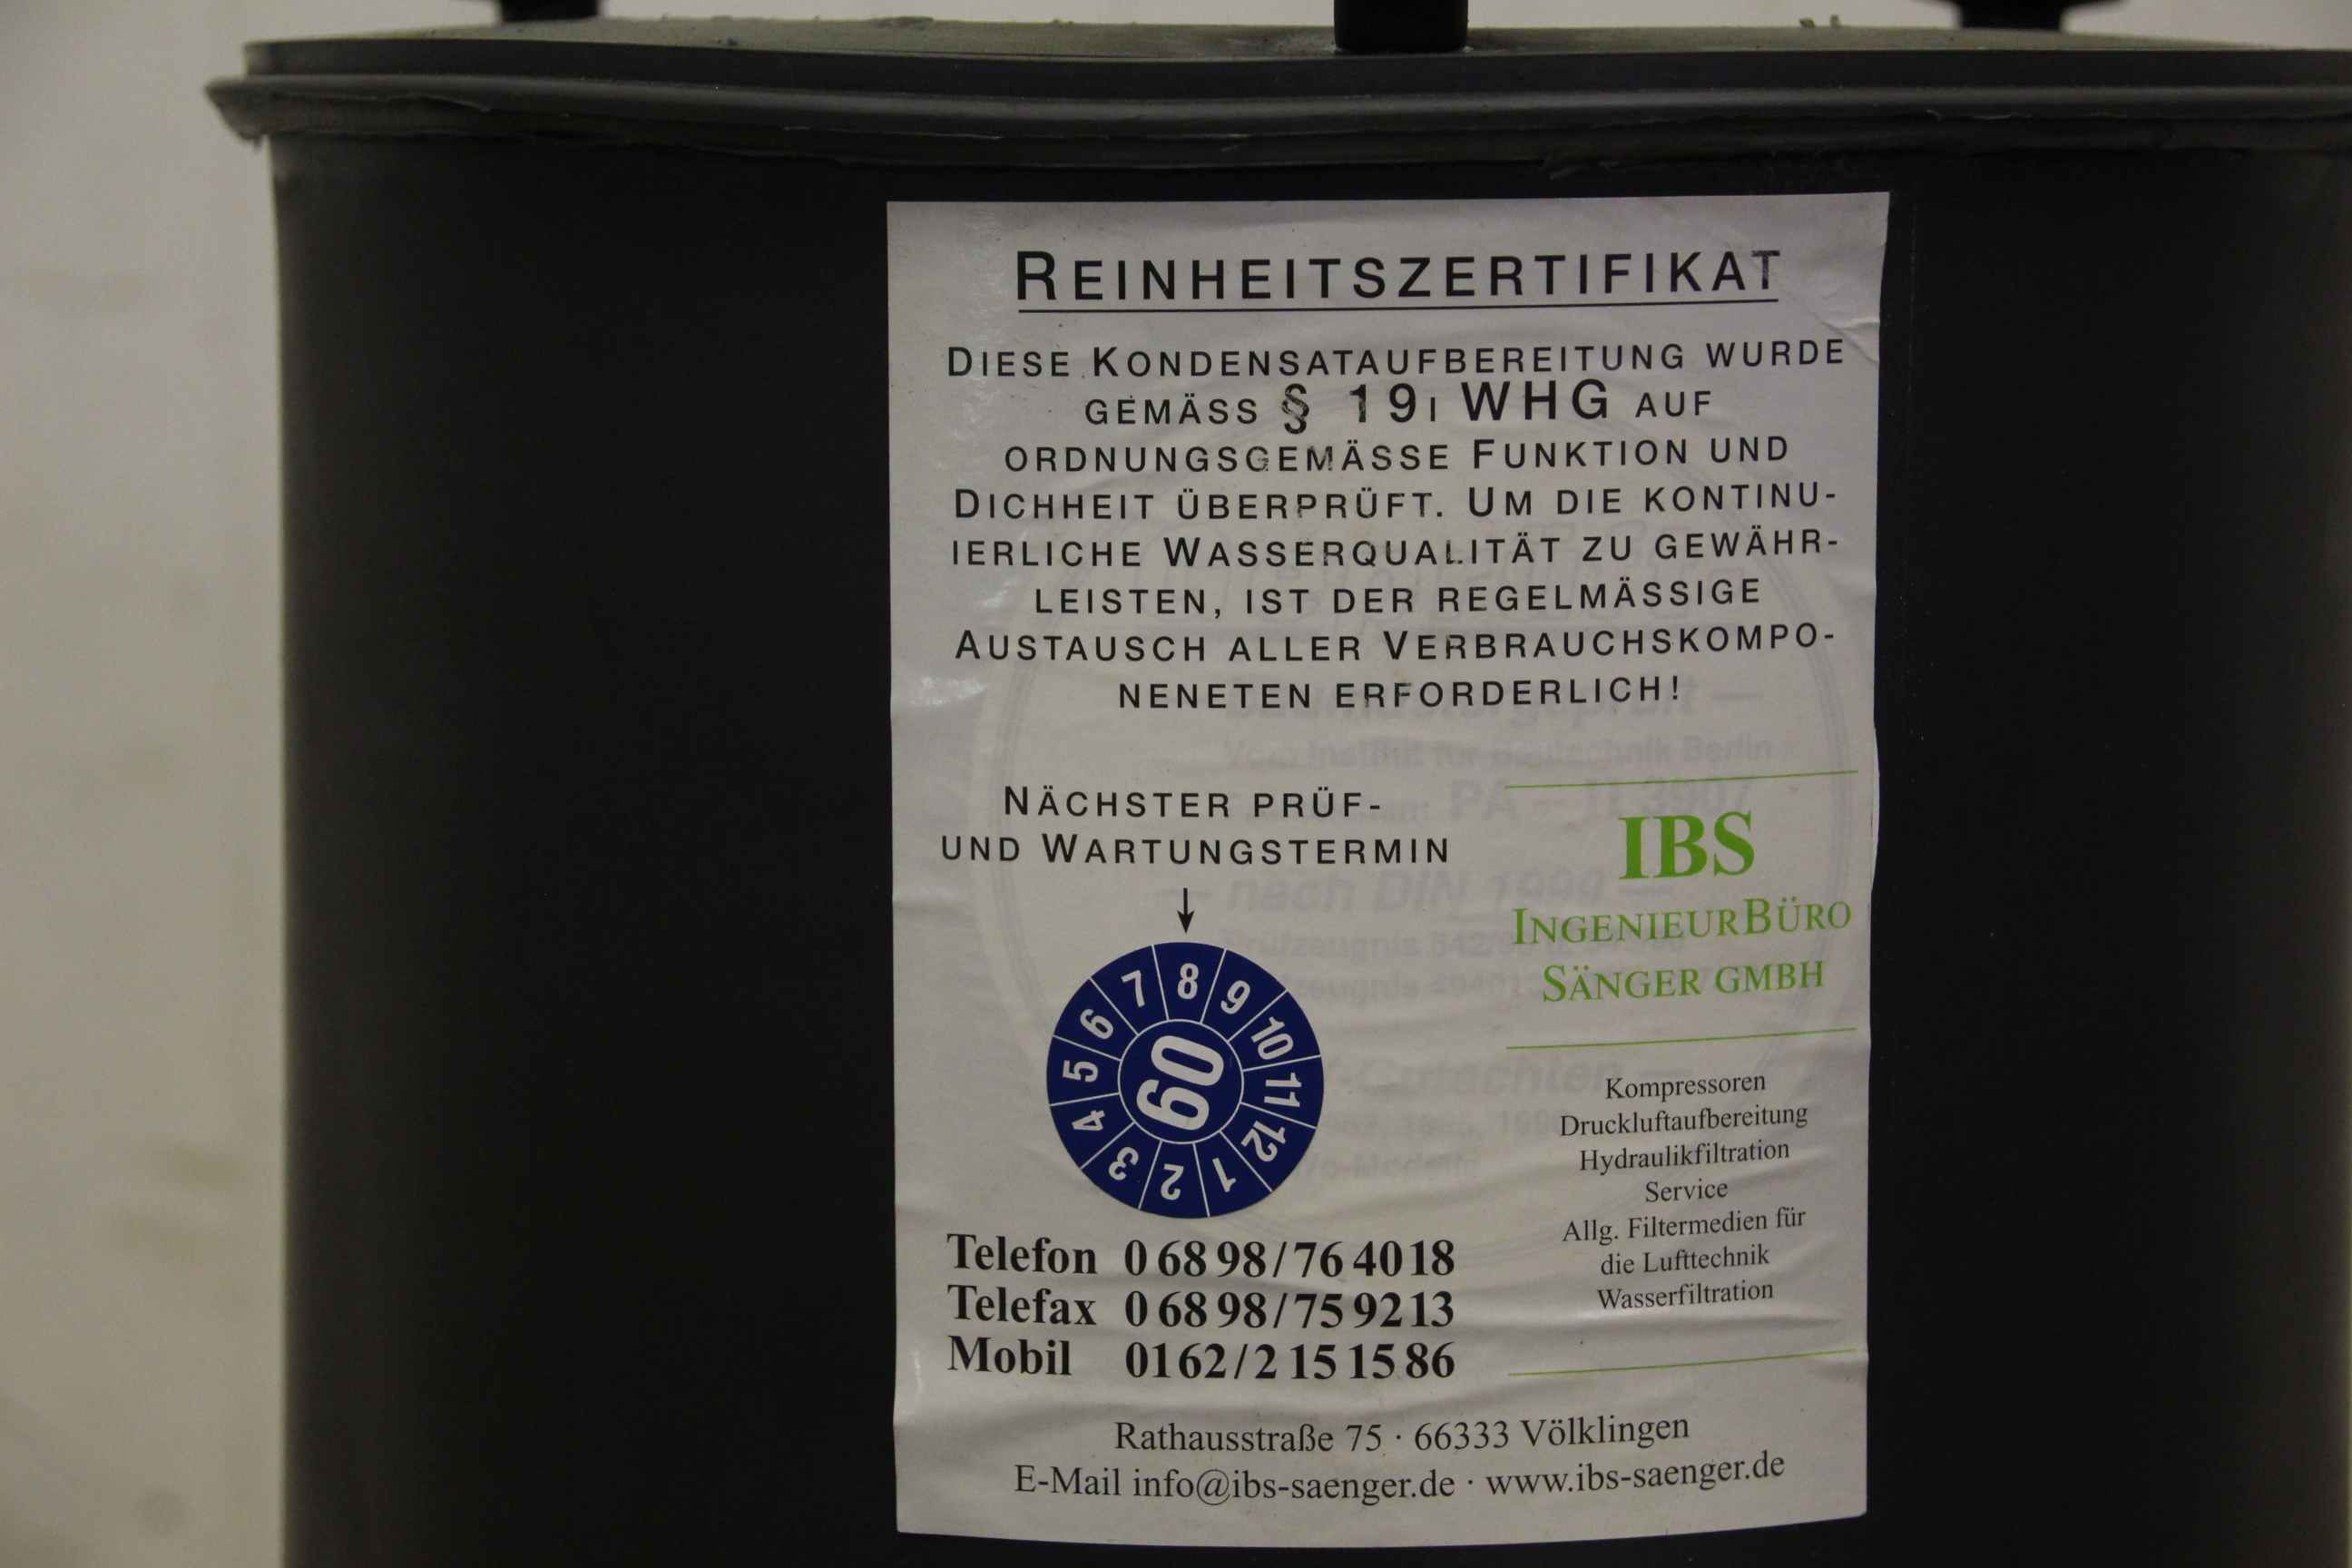 REINHEITSZERTIFIKAT
DIESE KONDENSATAUFBEREITUNG WURDE
GEMÄSS § 19I WHG AUF
ORDNUNGSGEMÄSSE FUNKTION UND
DICHHEIT ÜBERPRÜFT. UM DIE KONTINU-
IERLICHE WASSERQUALITÄT ZU GEWÄHR-
LEISTEN, IST DER REGELMÄSSIGE
AUSTAUSCH ALLER VERBRAUCHSKOMPO-
NENETEN ERFORDERLICH!
NÄCHSTER PRÜF-
UND WARTUNGSTERMIN
1 2 3 4 5 6 7 8 9 10 11 12
09
IBS
INGENIEURBÜRO
SÄNGER GMBH
Kompressoren
Druckluftaufbereitung
Hydraulikfiltration
Service
Allg. Filtermedien für
die Lufttechnik
Wasserfiltration
Telefon 0 68 98 / 76 40 18
Telefax 0 68 98 / 75 92 13
Mobil 01 62 / 2 15 15 86
Rathausstraße 75 · 66333 Völklingen
E-Mail info@ibs-saenger.de · www.ibs-saenger.de